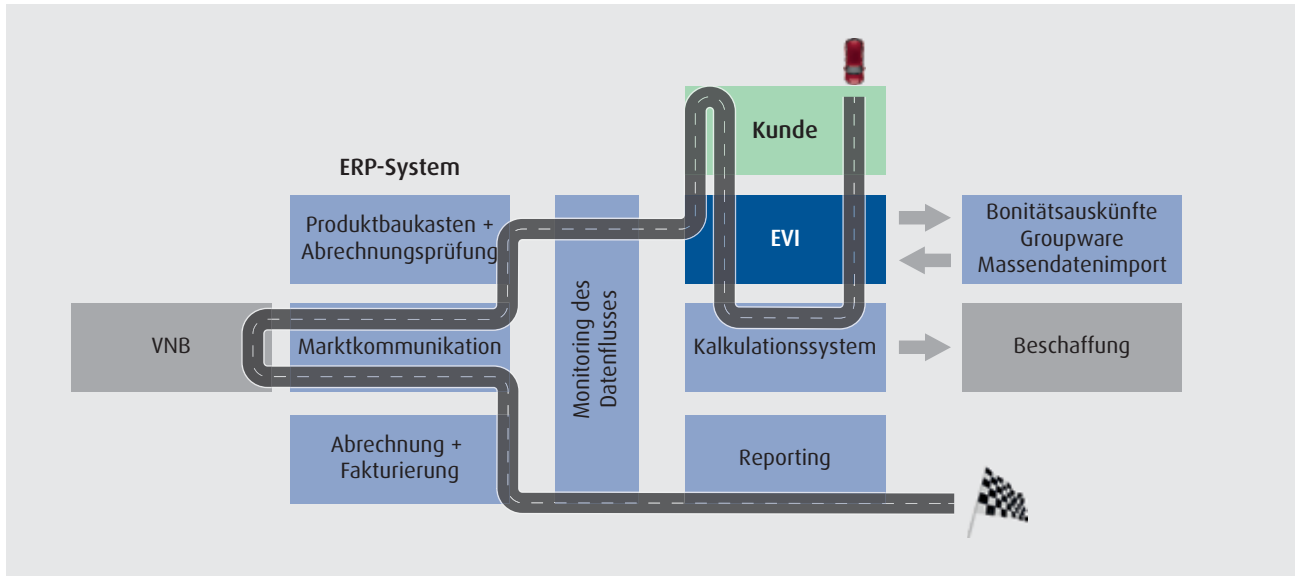 Kunde
ERP-System
Produktbaukasten +
Abrechnungsprüfung
EVI
Bonitätsauskünfte
Groupware
Massendatenimport
VNB
Marktkommunikation
Monitoring des
Datenflusses
Kalkulationssystem
Beschaffung
Abrechnung +
Fakturierung
Reporting